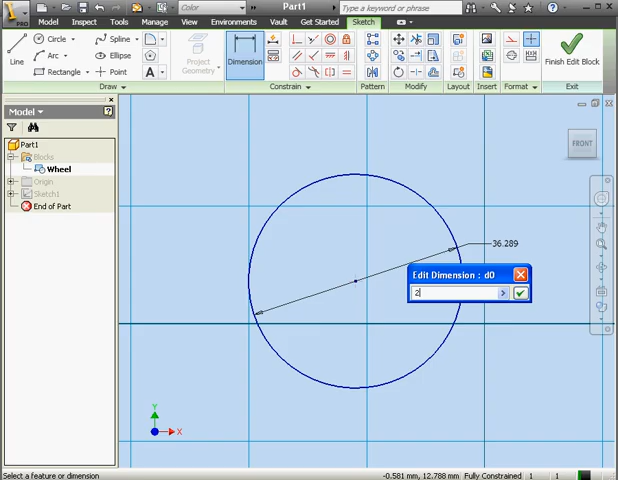 PRO
Color
Part1
Type a keyword or phrase
Model Inspect Tools Manage View Environments Vault Get Started Sketch
Line
Circle
Arc
Rectangle
Spline
Ellipse
Point
A
Project
Geometry
Dimension
Finish Edit Block
Draw
Constrain
Pattern
Modify
Layout
Insert
Format
Exit
Model
Part1
Blocks
Wheel
Origin
Sketch1
End of Part
FRONT
36.289
Edit Dimension : d0
2
Y
X
Select a feature or dimension
-0.581 mm, 12.788 mm Fully Constrained 1 1